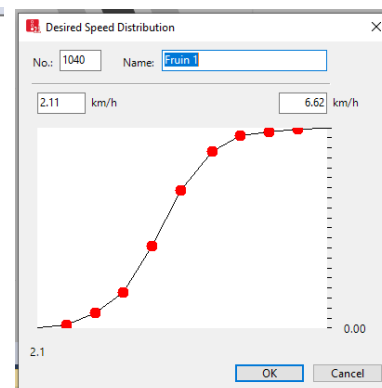 Desired Speed Distribution
No.: 1040 Name: Fruin 1
2.11 km/h 6.62 km/h
0.00
2.1
OK Cancel